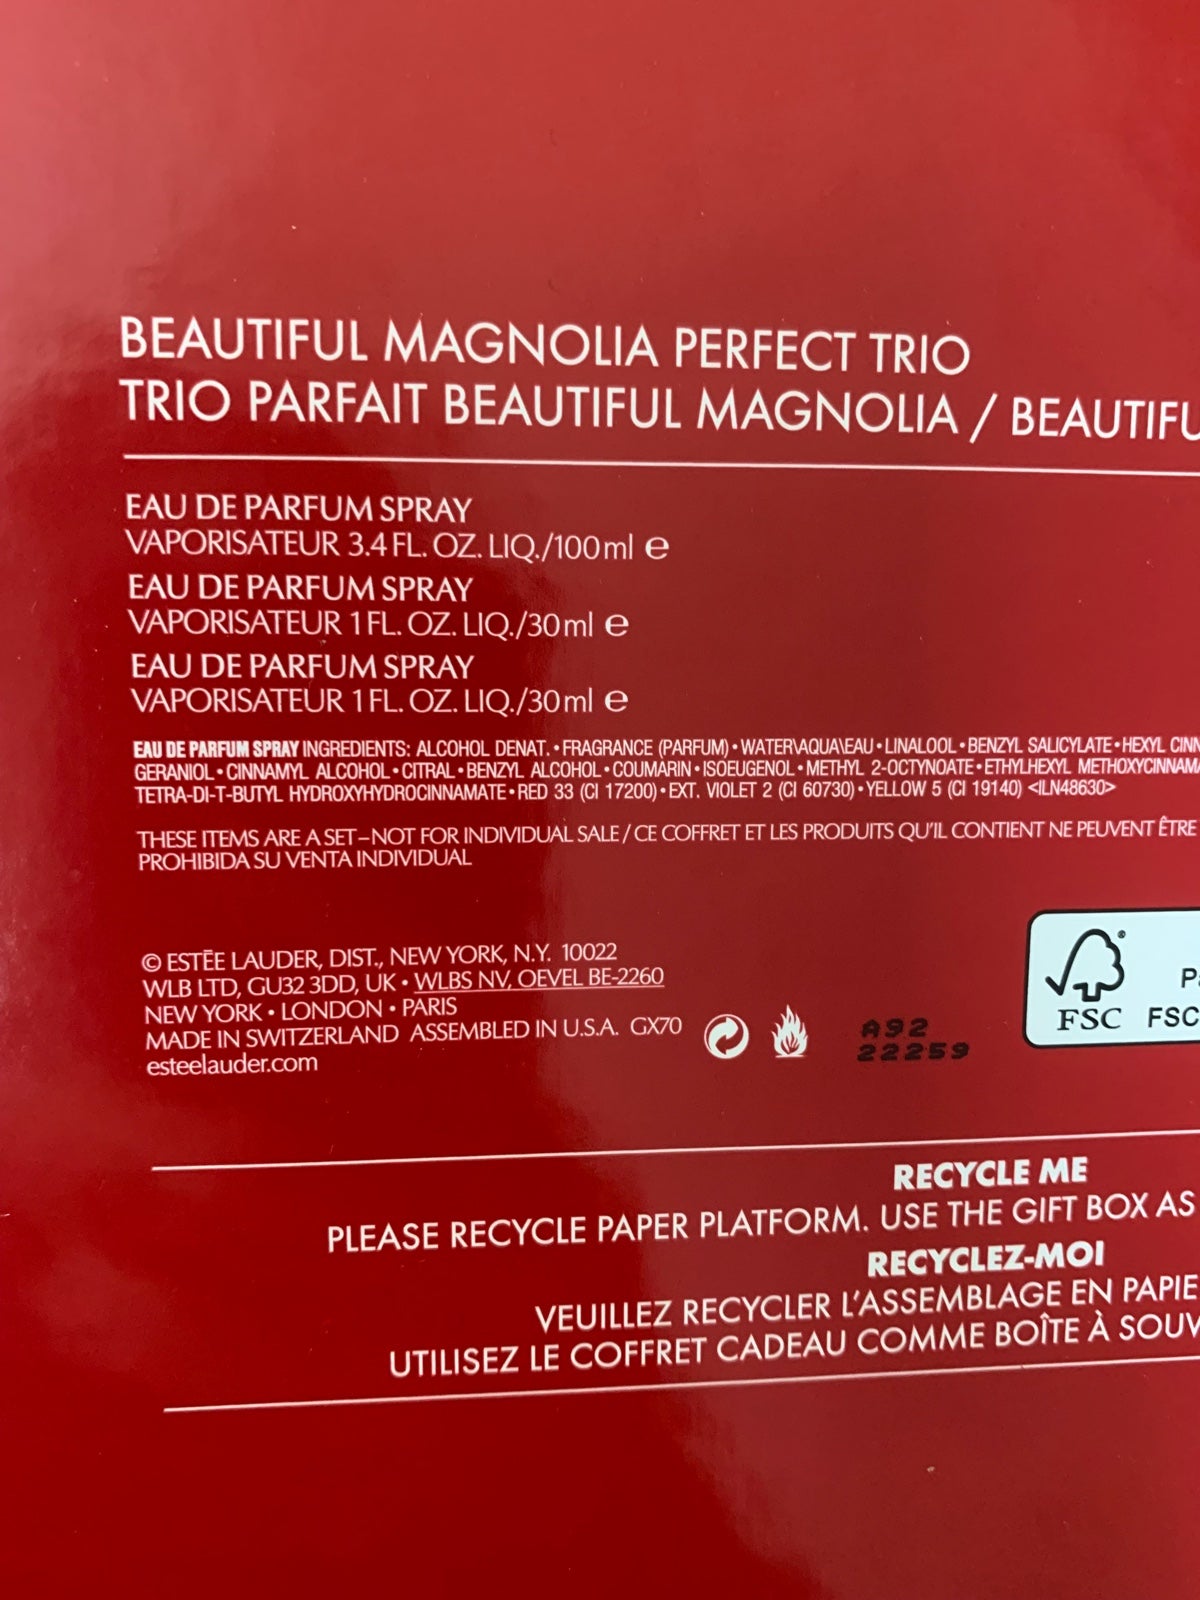 BEAUTIFUL MAGNOLIA PERFECT TRIO
TRIO PARFAIT BEAUTIFUL MAGNOLIA / BEAUTIFU
EAU DE PARFUM SPRAY
VAPORISATEUR 3.4 FL. OZ. LIQ./100ml e
EAU DE PARFUM SPRAY
VAPORISATEUR 1 FL. OZ. LIQ./30ml e
EAU DE PARFUM SPRAY
VAPORISATEUR 1 FL. OZ. LIQ./30ml e
EAU DE PARFUM SPRAY INGREDIENTS: ALCOHOL DENAT. • FRAGRANCE (PARFUM) • WATER\AQUA\EAU • LINALOOL • BENZYL SALICYLATE • HEXYL CINN
GERANIOL • CINNAMYL ALCOHOL • CITRAL • BENZYL ALCOHOL • COUMARIN • ISOEUGENOL • METHYL 2-OCTYNOATE • ETHYLHEXYL METHOXYCINNAMA
TETRA-DI-T-BUTYL HYDROXYHYDROCINNAMATE • RED 33 (CI 17200) • EXT. VIOLET 2 (CI 60730) • YELLOW 5 (CI 19140) <ILN48630>
THESE ITEMS ARE A SET – NOT FOR INDIVIDUAL SALE / CE COFFRET ET LES PRODUITS QU'IL CONTIENT NE PEUVENT ÊTRE
PROHIBIDA SU VENTA INDIVIDUAL
© ESTĒE LAUDER, DIST., NEW YORK, N.Y. 10022
WLB LTD, GU32 3DD, UK • WLBS NV, OEVEL BE-2260
NEW YORK • LONDON • PARIS
MADE IN SWITZERLAND ASSEMBLED IN U.S.A. GX70
esteelauder.com
A92
22259
FSC
Pa
FSC
RECYCLE ME
PLEASE RECYCLE PAPER PLATFORM. USE THE GIFT BOX AS
RECYCLEZ-MOI
VEUILLEZ RECYCLER L'ASSEMBLAGE EN PAPIE
UTILISEZ LE COFFRET CADEAU COMME BOÎTE À SOUV